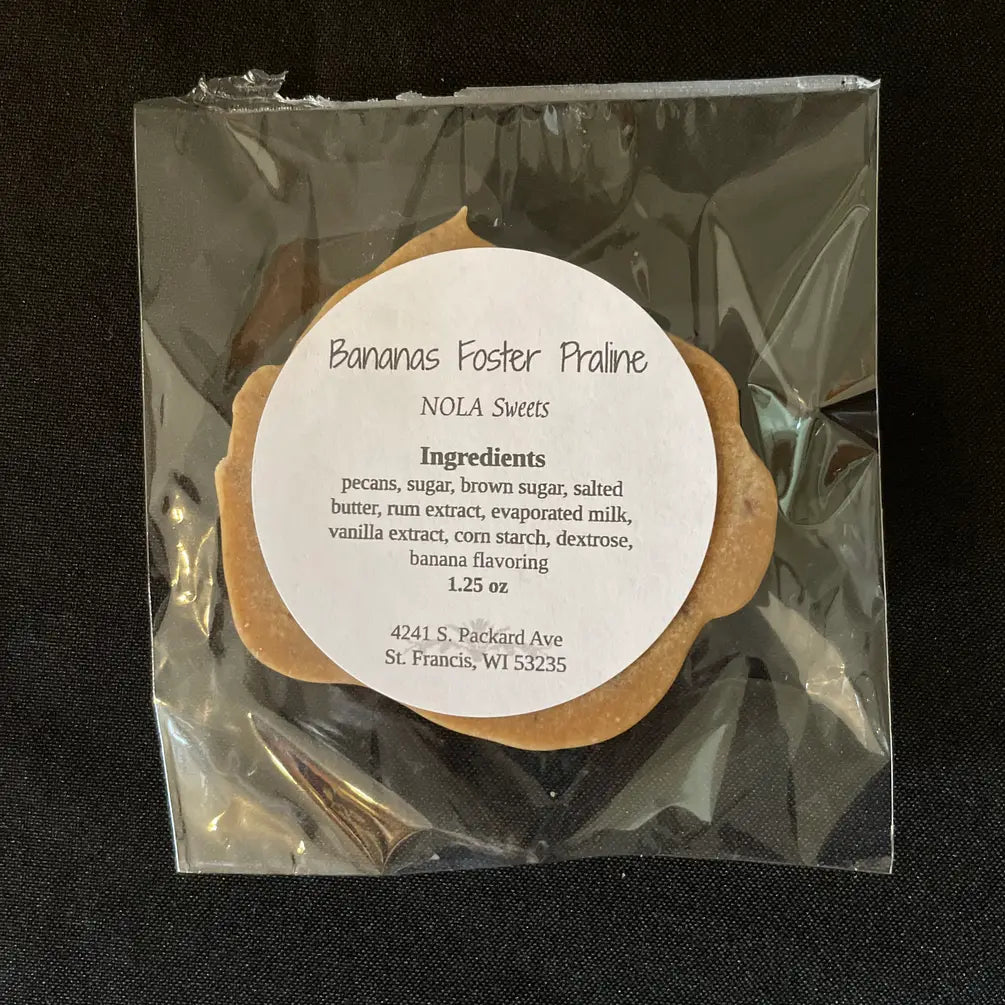 Bananas Foster Praline
NOLA Sweets
Ingredients
pecans, sugar, brown sugar, salted
butter, rum extract, evaporated milk,
vanilla extract, corn starch, dextrose,
banana flavoring
1.25 oz
4241 S. Packard Ave
St. Francis, WI 53235